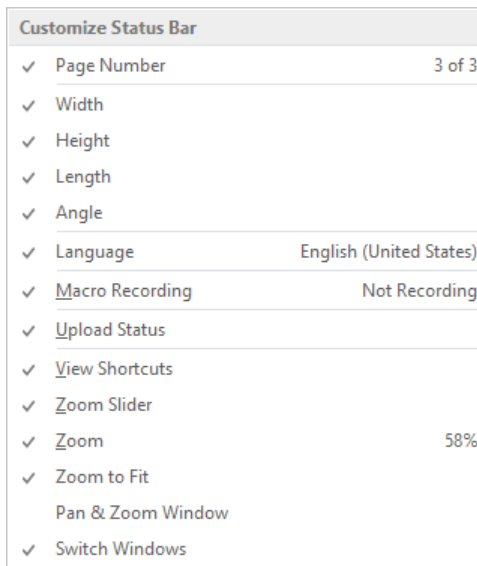 Customize Status Bar
Page Number 3 of 3
Width
Height
Length
Angle
Language English (United States)
Macro Recording Not Recording
Upload Status
View Shortcuts
Zoom Slider
Zoom 58%
Zoom to Fit
Pan & Zoom Window
Switch Windows